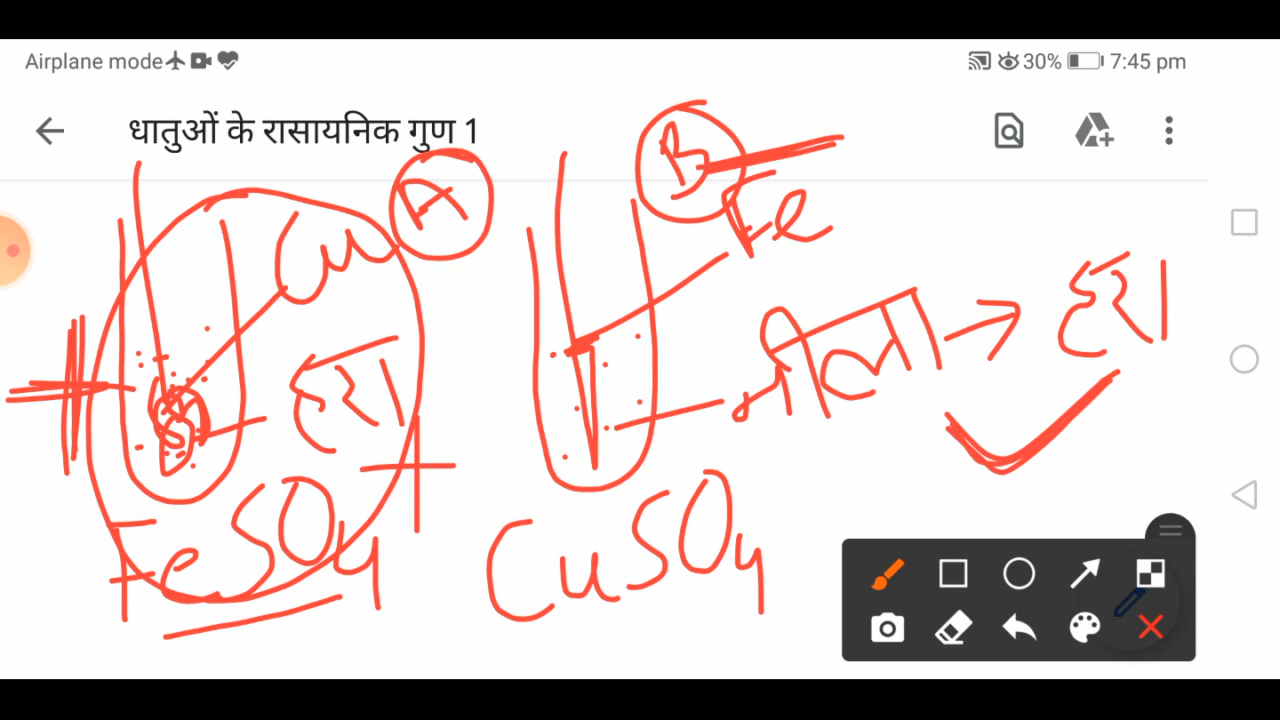 Airplane mode 30% 7:45 pm
धातुओं के रासायनिक गुण 1
A
B
Cu
Fe
हरा
नीला → हरा
FeSO4
CuSO4